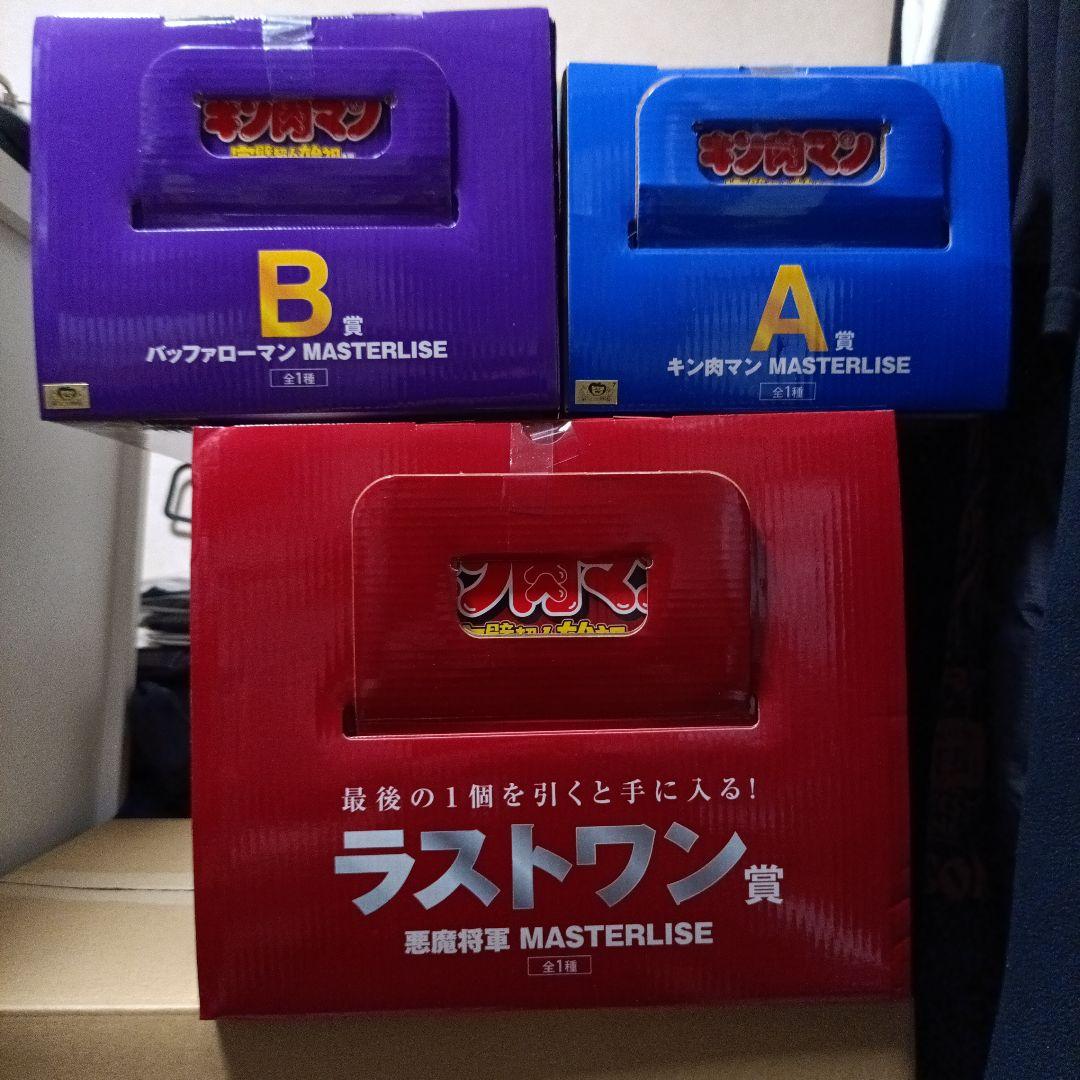 キン肉マン
B賞
バッファローマン MASTERLISE
全1種
キン肉マン
A賞
キン肉マン MASTERLISE
全1種
ン肉マ
最後の1個を引くと手に入る!
ラストワン賞
悪魔将軍 MASTERLISE
全1種